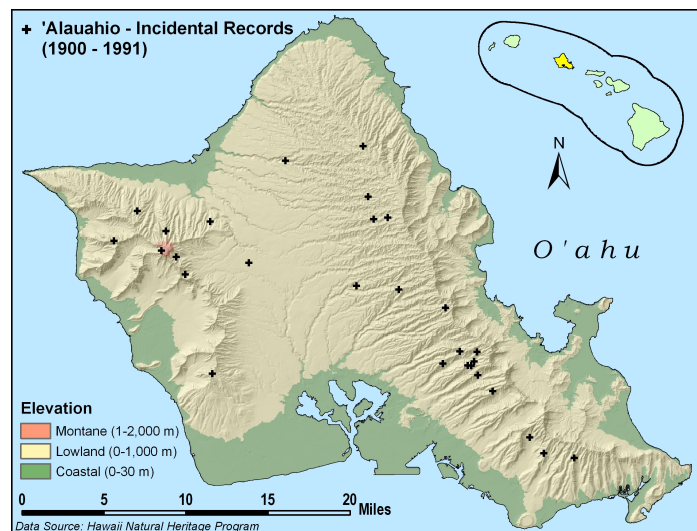 'Alauahio - Incidental Records
(1900 - 1991)
N
O'ahu
Elevation
Montane (1-2,000 m)
Lowland (0-1,000 m)
Coastal (0-30 m)
0 5 10 15 20 Miles
Data Source: Hawaii Natural Heritage Program